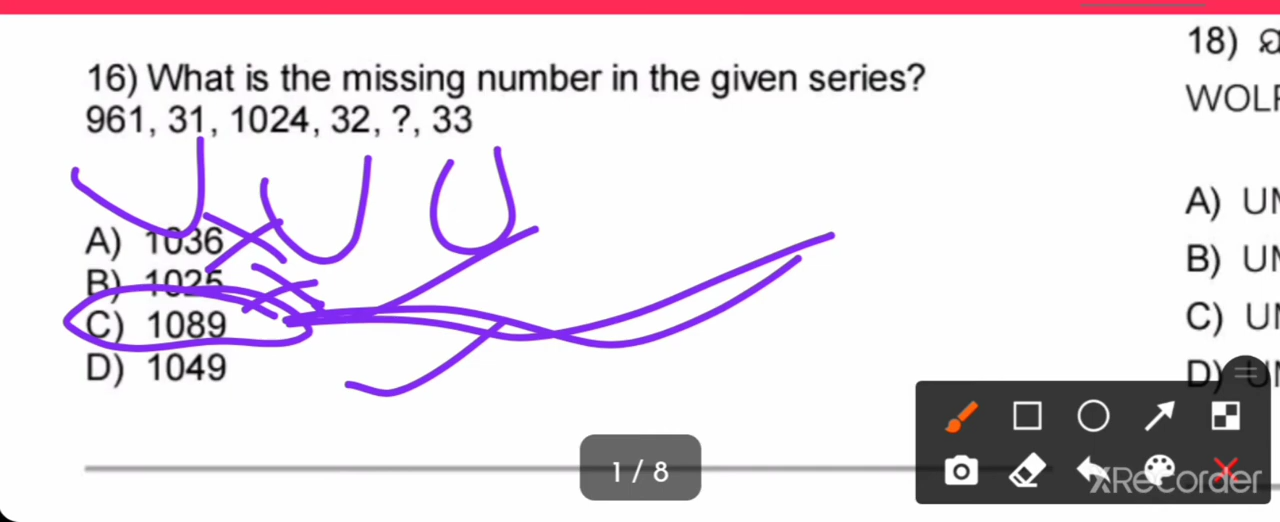 16) What is the missing number in the given series?
961, 31, 1024, 32, ?, 33
A) 1036
B) 1025
C) 1089
D) 1049
18)
A)
B)
C)
D)
1 / 8
XRecorder